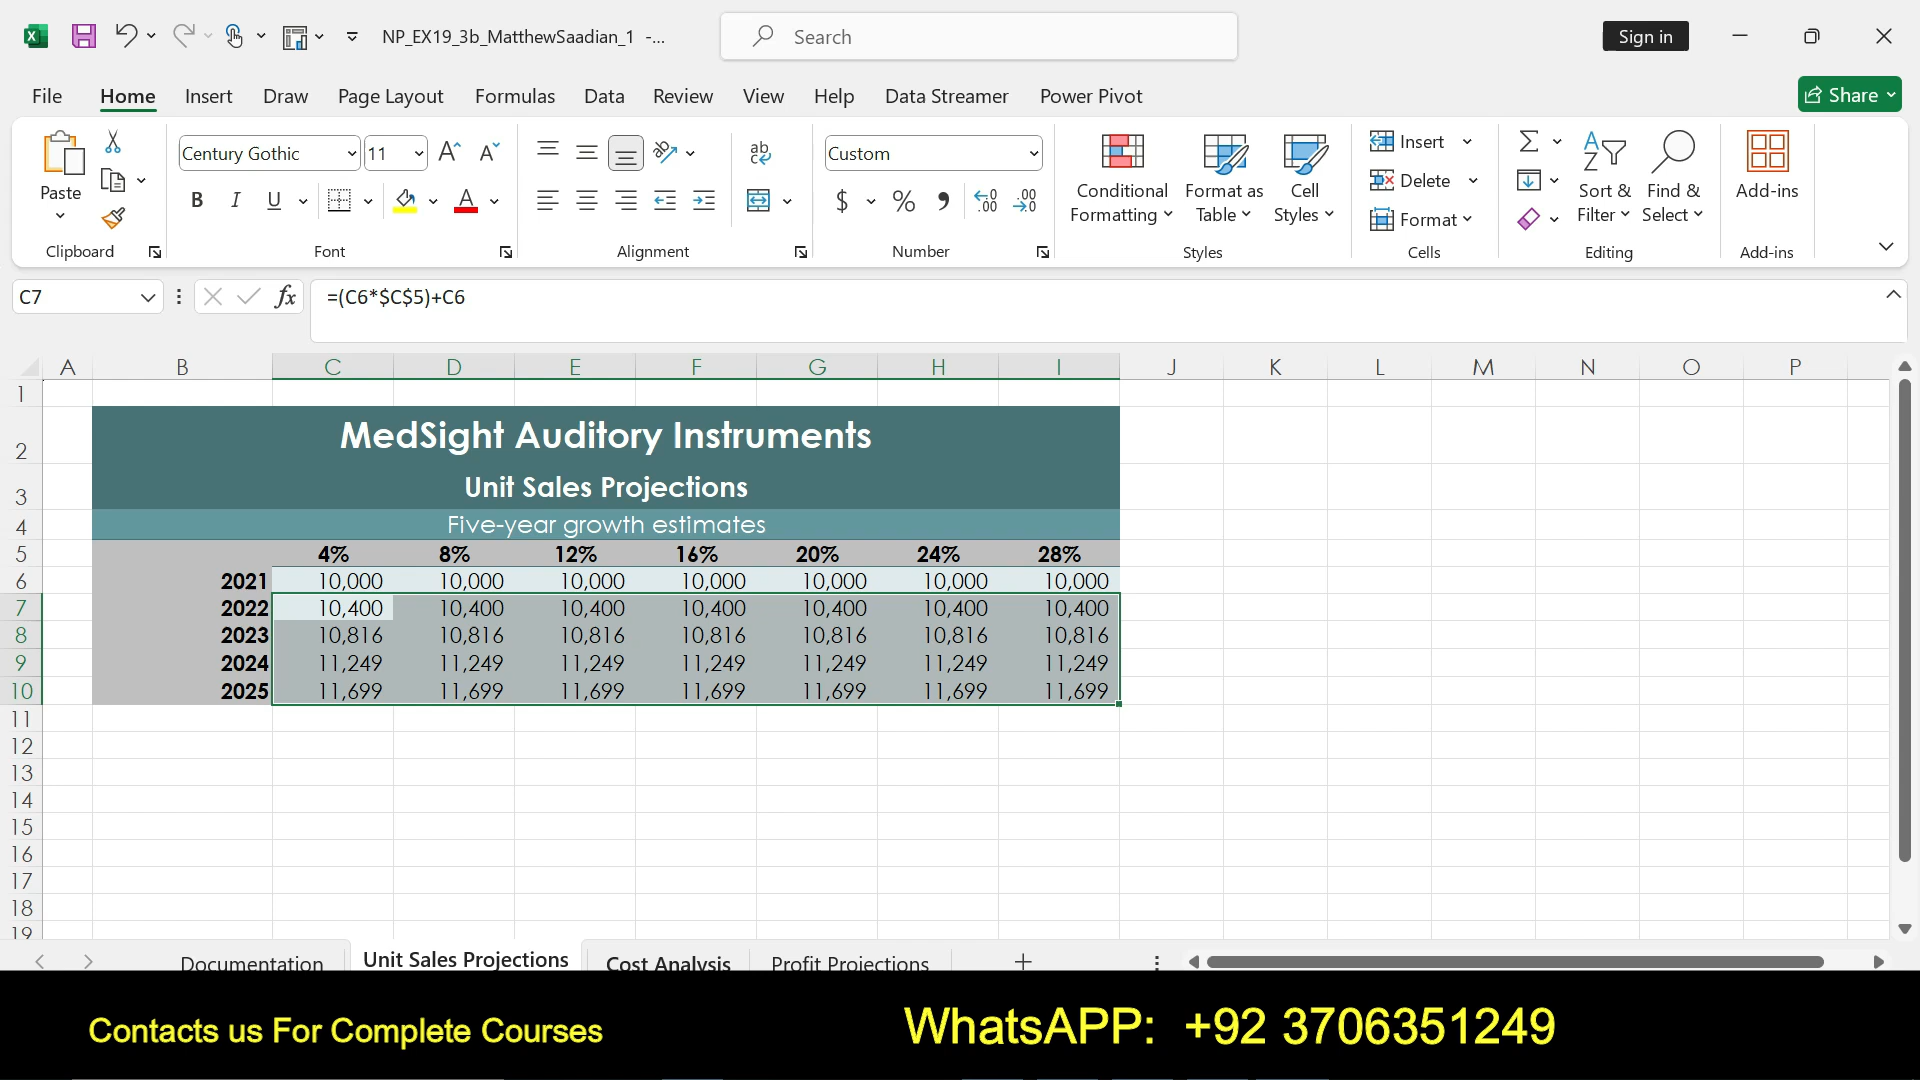 NP_EX19_3b_MatthewSaadian_1 -...
Search
Sign in
File Home Insert Draw Page Layout Formulas Data Review View Help Data Streamer Power Pivot
Share
Paste
Clipboard
Century Gothic 11
B I U
Font
ab
Alignment
Custom
$ % ,
Number
Conditional Formatting
Format as Table
Cell Styles
Styles
Insert
Delete
Format
Cells
Sort & Filter
Find & Select
Editing
Add-ins
Add-ins
C7 fx =(C6*$C$5)+C6
A B C D E F G H I J K L M N O P
1
2 MedSight Auditory Instruments
3 Unit Sales Projections
4 Five-year growth estimates
5 4% 8% 12% 16% 20% 24% 28%
6 2021 10,000 10,000 10,000 10,000 10,000 10,000 10,000
7 2022 10,400 10,400 10,400 10,400 10,400 10,400 10,400
8 2023 10,816 10,816 10,816 10,816 10,816 10,816 10,816
9 2024 11,249 11,249 11,249 11,249 11,249 11,249 11,249
10 2025 11,699 11,699 11,699 11,699 11,699 11,699 11,699
11
12
13
14
15
16
17
18
19
Documentation Unit Sales Projections Cost Analysis Profit Projections
Contacts us For Complete Courses WhatsAPP: +92 3706351249